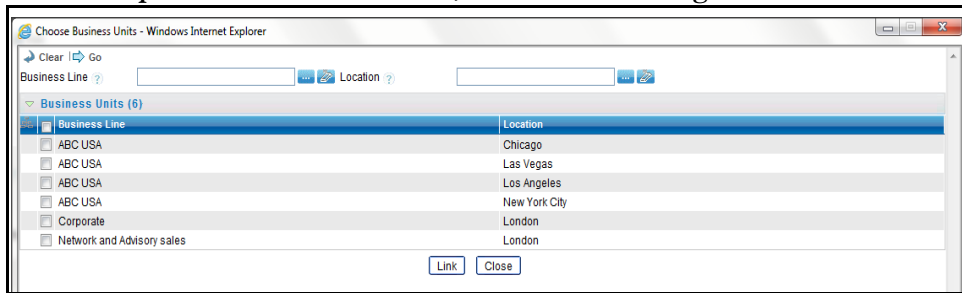 Choose Business Units - Windows Internet Explorer
Clear Go
Business Line ? ... Location ? ...
Business Units (6)
Business Line Location
ABC USA Chicago
ABC USA Las Vegas
ABC USA Los Angeles
ABC USA New York City
Corporate London
Network and Advisory sales London
Link Close